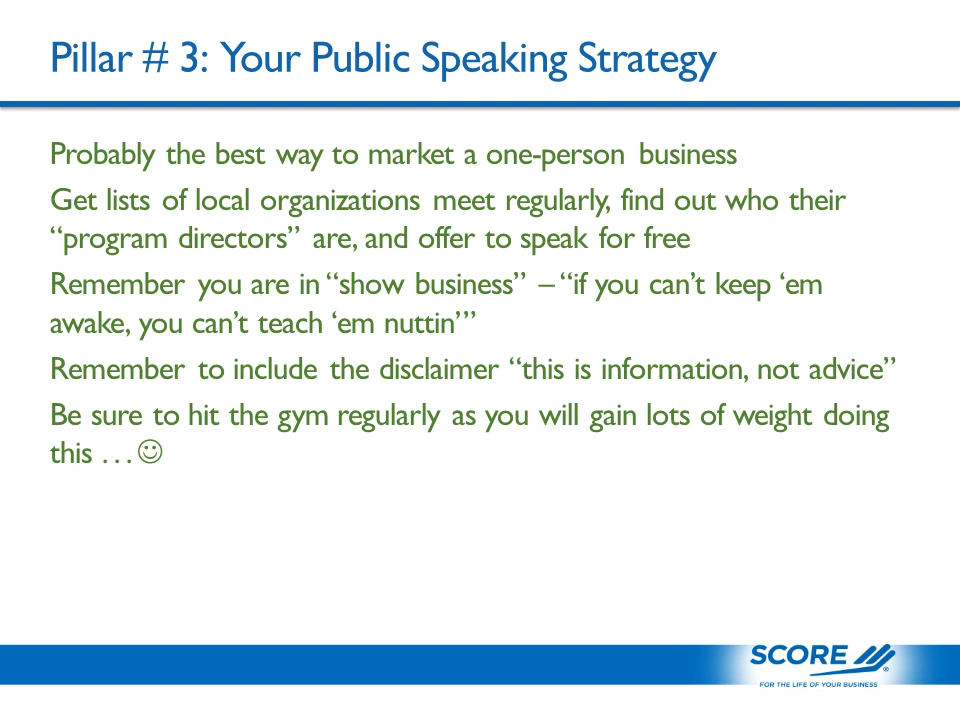 Pillar # 3: Your Public Speaking Strategy
Probably the best way to market a one-person business
Get lists of local organizations meet regularly, find out who their
“program directors” are, and offer to speak for free
Remember you are in “show business” – “if you can’t keep ‘em
awake, you can’t teach ‘em nuttin’”
Remember to include the disclaimer “this is information, not advice”
Be sure to hit the gym regularly as you will gain lots of weight doing
this … ☺
SCORE ®
FOR THE LIFE OF YOUR BUSINESS